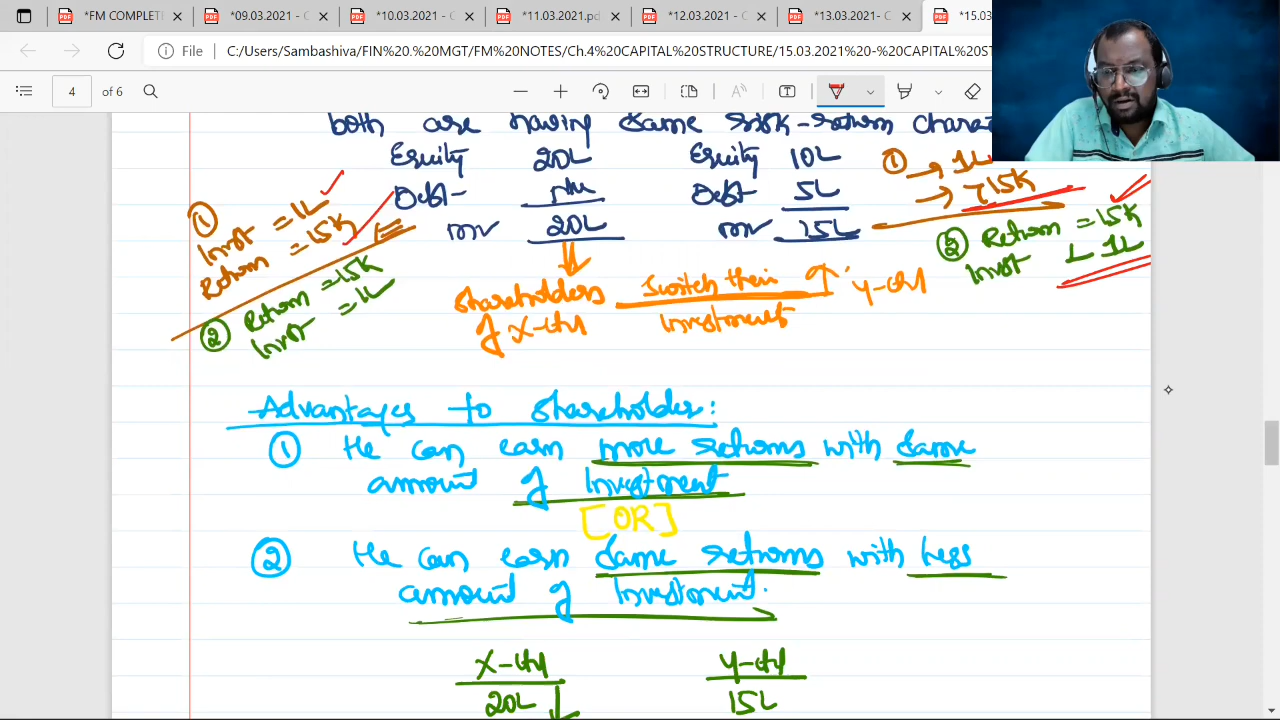 *FM COMPLETE
*09.03.2021 - C
*10.03.2021 - C
*11.03.2021.pd
*12.03.2021 - C
*13.03.2021- C
*15.03
File
C:/Users/Sambashiva/FIN%20.%20MGT/FM%20NOTES/Ch.4%20CAPITAL%20STRUCTURE/15.03.2021%20-%20CAPITAL%20ST
4 of 6
both are having same risk-return charac
Equity 20L Equity 10L
Debt Nil Debt 5L
MV 20L MV 15L
① Invst = 1L
Return = 15K
② Return = 15K
Invst = 1L
① → 1L
→ 15K
② Return = 15K
Invst ∟ 1L
Shareholders of X-Ltd
Switch their Investment
Y-Ltd
Advantages to Shareholder:
① He can earn more returns with Same
amount of Investment
[OR]
② He can earn Same returns with Less
amount of Investment.
X-Ltd Y-Ltd
20L ↓ 15L